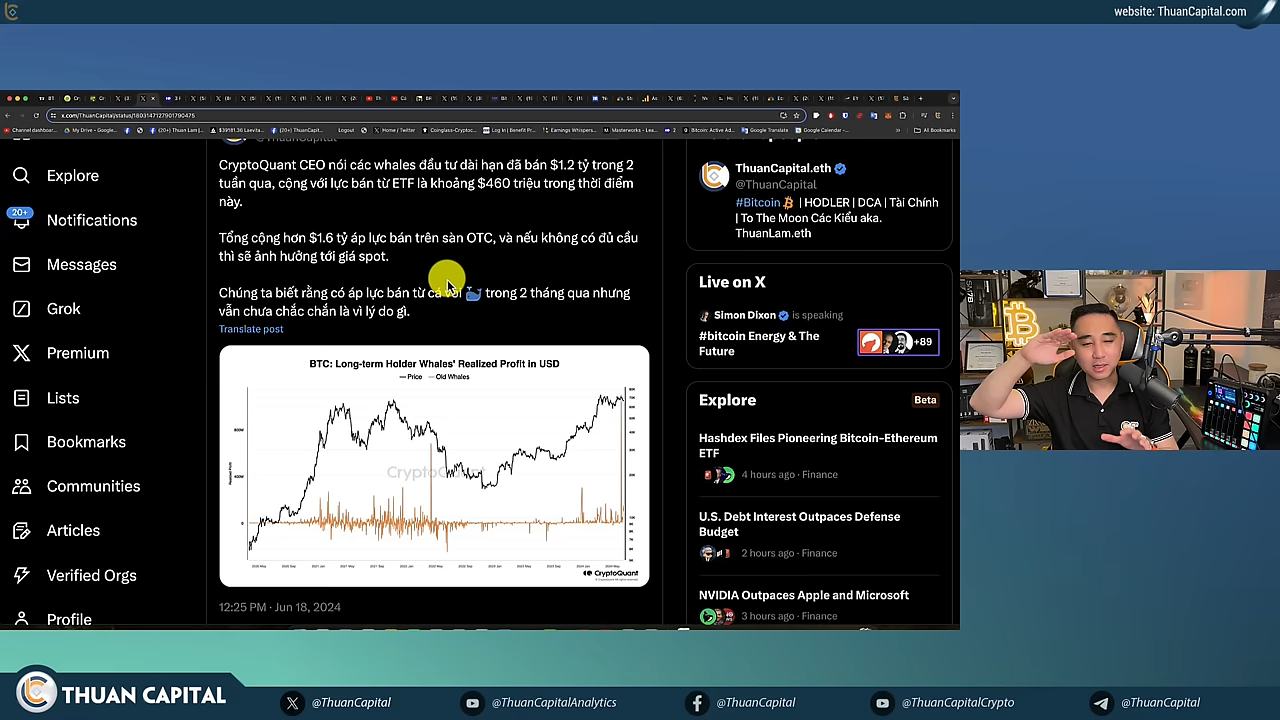 website: ThuanCapital.com
x.com/ThuanCapital/status/1803147127901790475
@ThuanCapital
CryptoQuant CEO nói các whales đầu tư dài hạn đã bán $1.2 tỷ trong 2
tuần qua, cộng với lực bán từ ETF là khoảng $460 triệu trong thời điểm
này.
Tổng cộng hơn $1.6 tỷ áp lực bán trên sàn OTC, và nếu không có đủ cầu
thì sẽ ảnh hưởng tới giá spot.
Chúng ta biết rằng có áp lực bán từ cá voi 🐳 trong 2 tháng qua nhưng
vẫn chưa chắc chắn là vì lý do gì.
Translate post
BTC: Long-term Holder Whales' Realized Profit in USD
Price Old Whales
CryptoQuant
CryptoQuant
12:25 PM · Jun 18, 2024
Explore
20+
Notifications
Messages
Grok
Premium
Lists
Bookmarks
Communities
Articles
Verified Orgs
Profile
ThuanCapital.eth
@ThuanCapital
#Bitcoin | HODLER | DCA | Tài Chính
| To The Moon Các Kiểu aka.
ThuanLam.eth
Live on X
Simon Dixon is speaking
#bitcoin Energy & The
Future
+89
Explore
Beta
Hashdex Files Pioneering Bitcoin-Ethereum
ETF
4 hours ago · Finance
U.S. Debt Interest Outpaces Defense
Budget
2 hours ago · Finance
NVIDIA Outpaces Apple and Microsoft
3 hours ago · Finance
THUAN CAPITAL
@ThuanCapital
@ThuanCapitalAnalytics
@ThuanCapital
@ThuanCapitalCrypto
@ThuanCapital